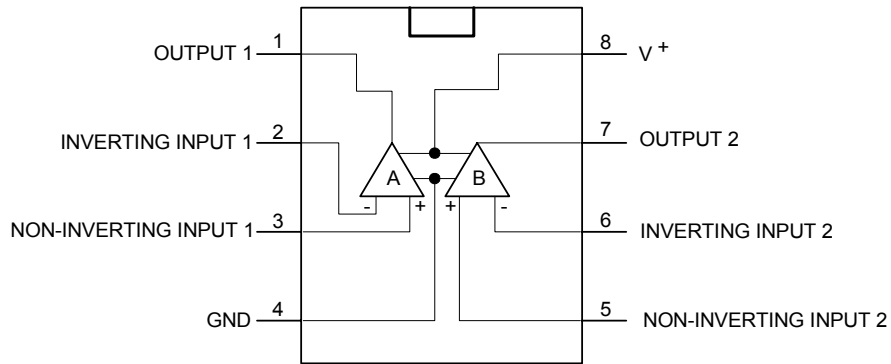 1
OUTPUT 1
8
V +
2
INVERTING INPUT 1
7
OUTPUT 2
A
B
- + + -
3
NON-INVERTING INPUT 1
6
INVERTING INPUT 2
4
GND
5
NON-INVERTING INPUT 2